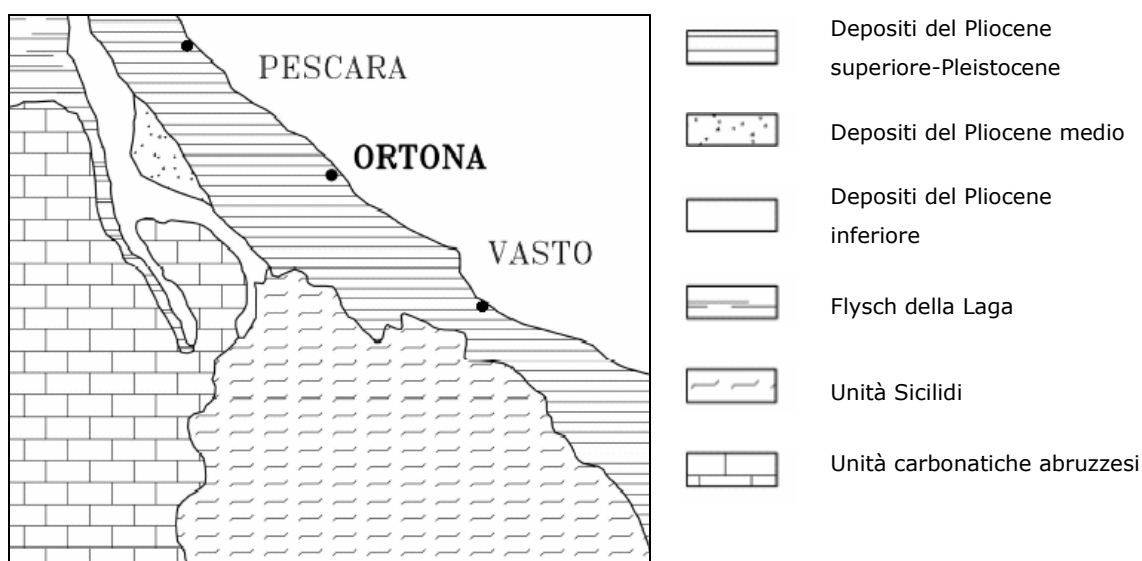 PESCARA
ORTONA
VASTO
Depositi del Pliocene
superiore-Pleistocene
Depositi del Pliocene medio
Depositi del Pliocene
inferiore
Flysch della Laga
Unità Sicilidi
Unità carbonatiche abruzzesi